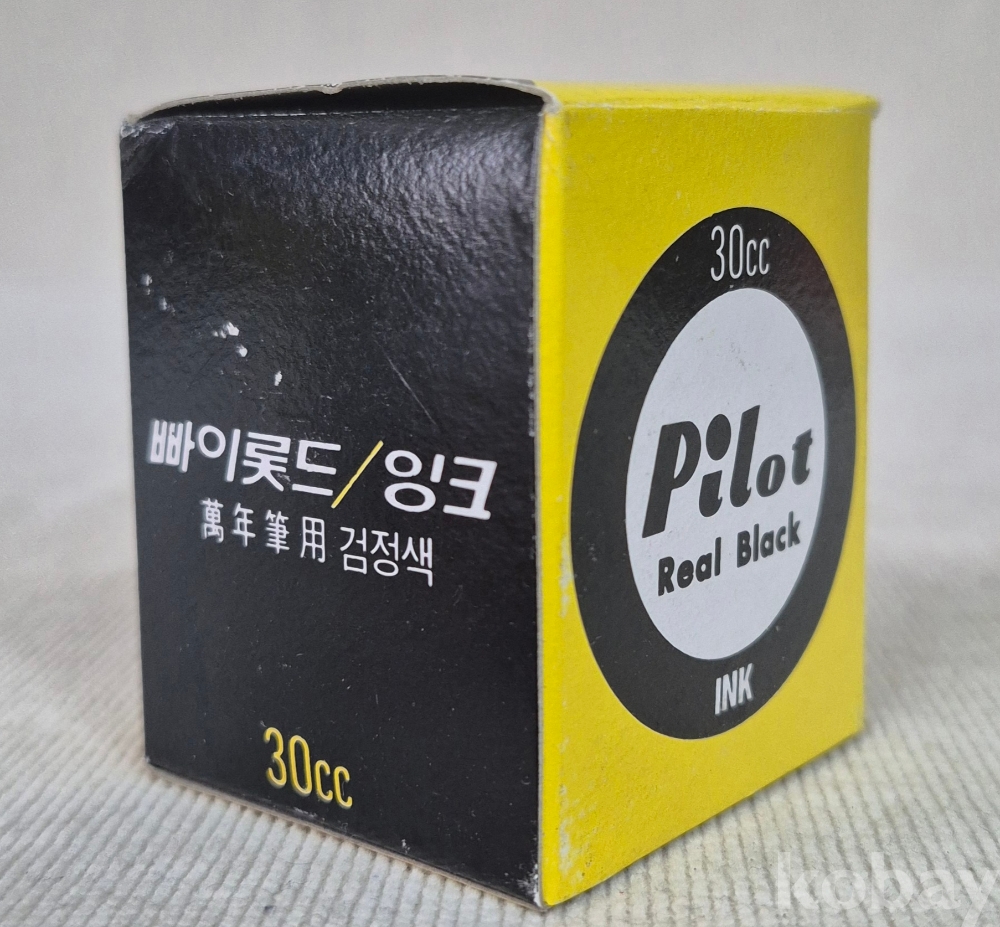 빠이롯드/잉크
萬年筆用 검정색
30cc
30cc
Pilot
Real Black
INK
kobay